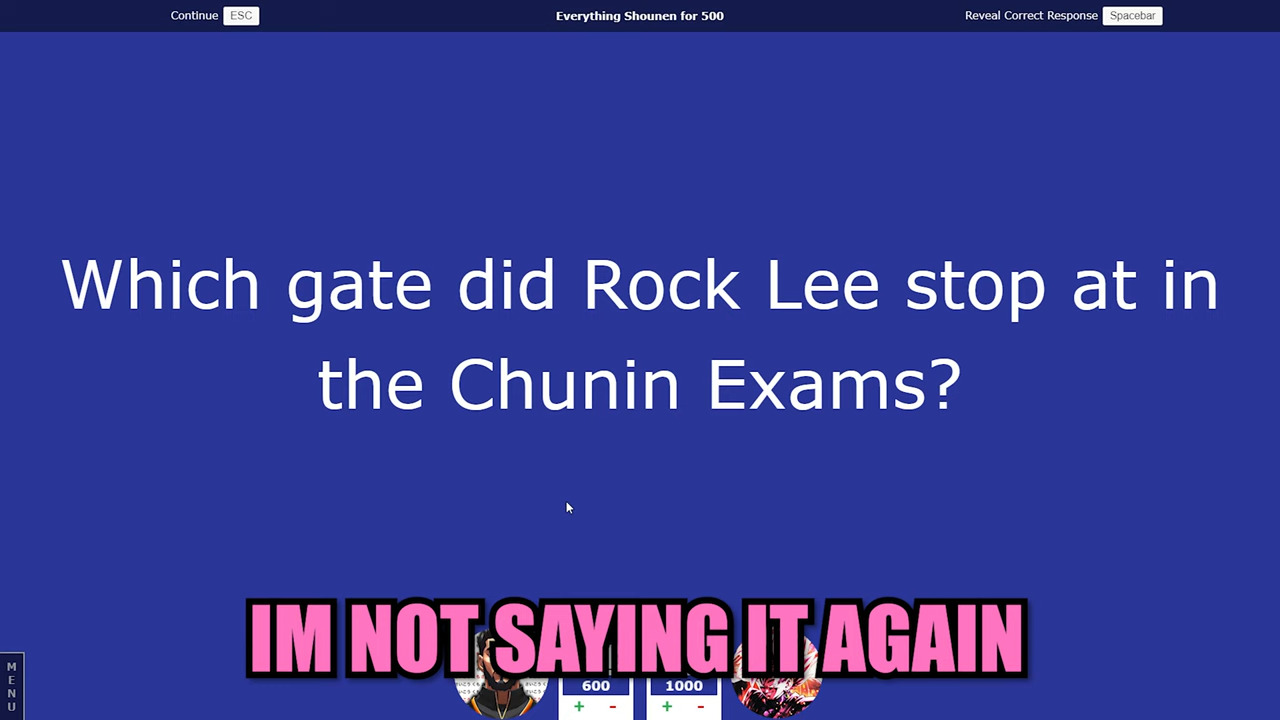 Continue ESC
Everything Shounen for 500
Reveal Correct Response Spacebar
Which gate did Rock Lee stop at in
the Chunin Exams?
IM NOT SAYING IT AGAIN
MENU
600
1000
+ -
+ -